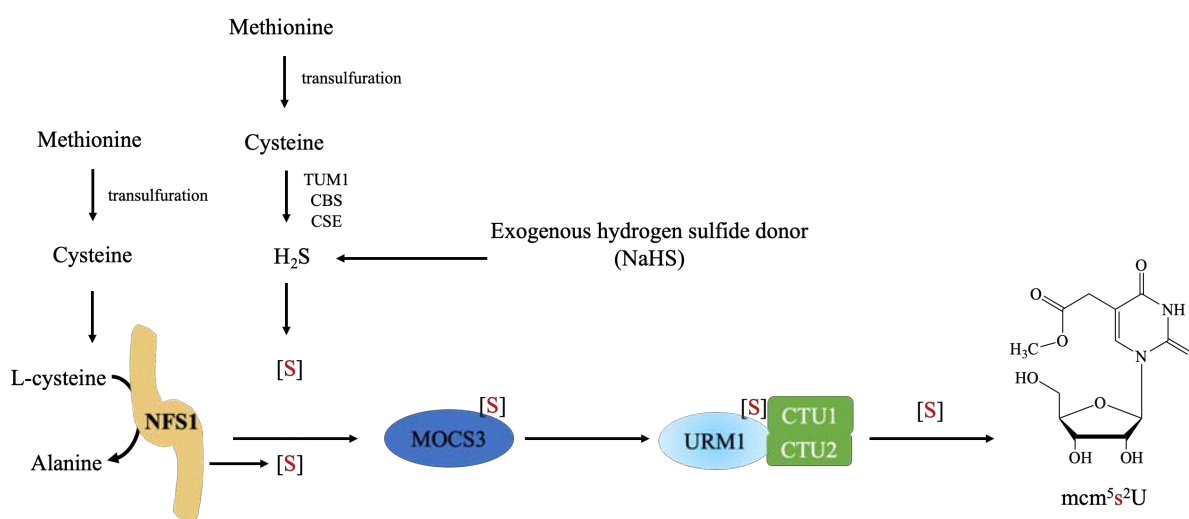 Methionine
transulfuration
Methionine
Cysteine
transulfuration
TUM1
CBS
CSE
Exogenous hydrogen sulfide donor
(NaHS)
Cysteine
H₂S
O
O
NH
O
N
H₃C
[S]
L-cysteine
HO
O
[S]
[S]
CTU1
[S]
NFS1
MOCS3
URM1
CTU2
Alanine
[S]
OH
OH
mcm⁵s²U